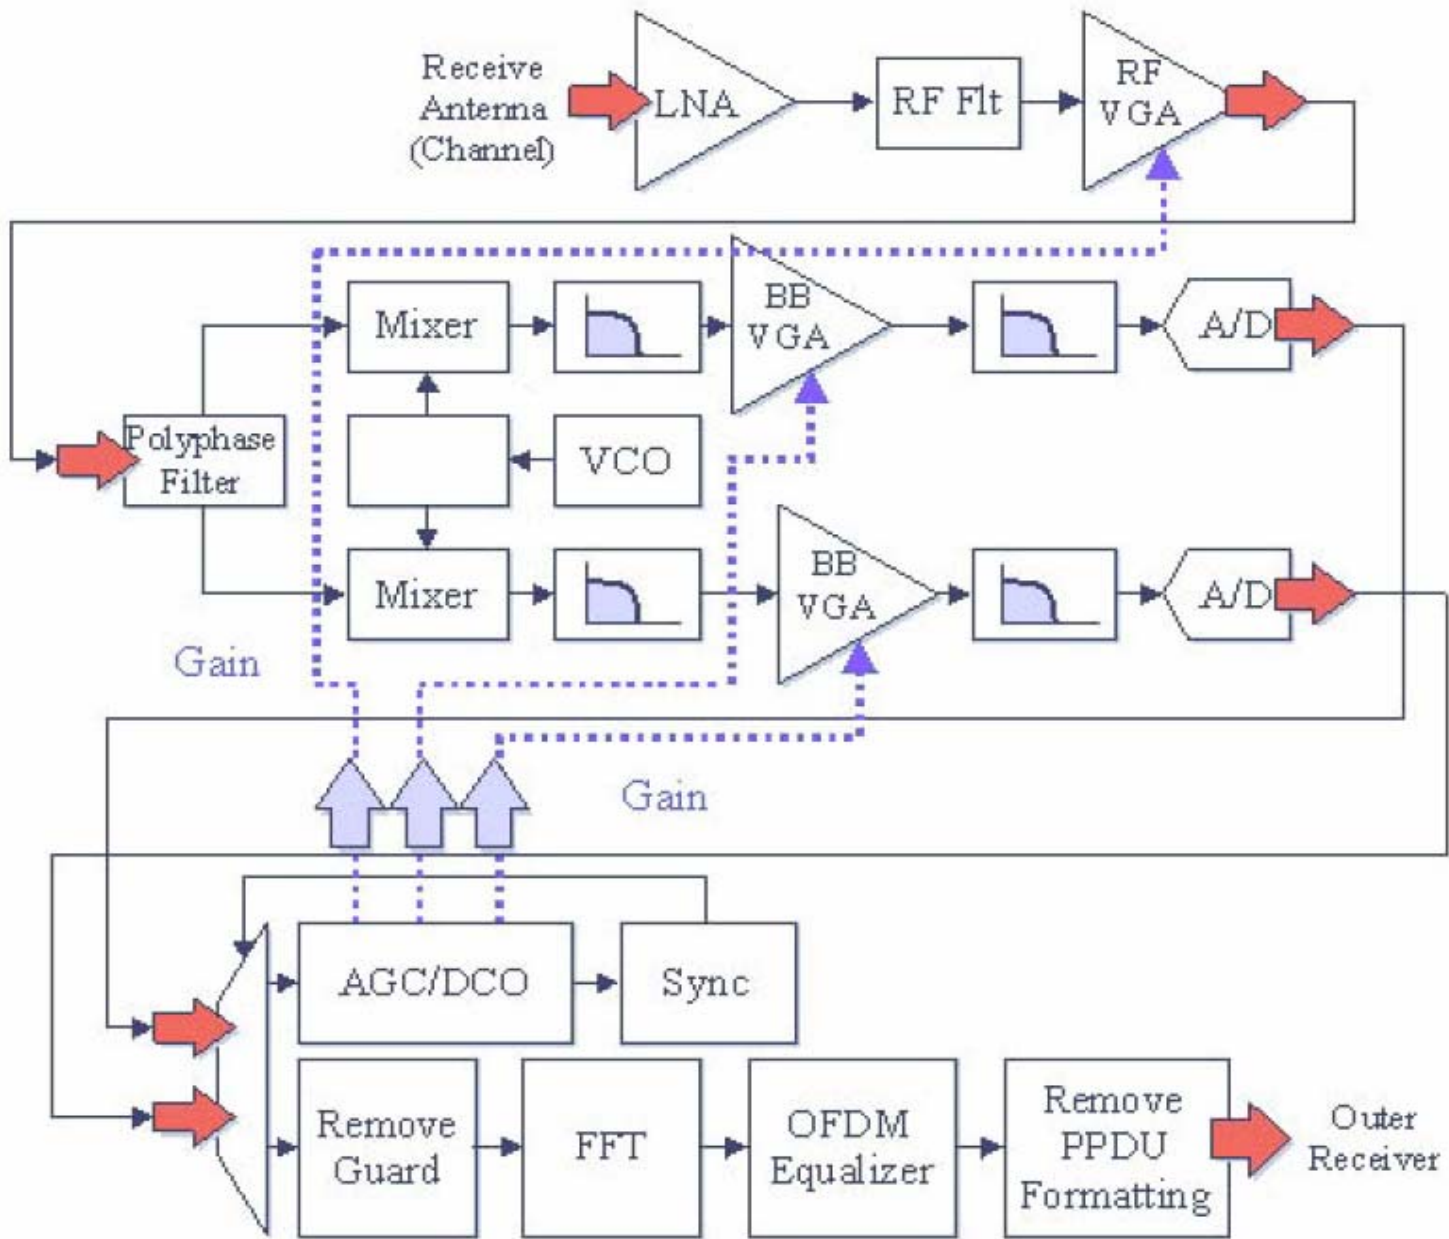 Receive
Antenna
(Channel)
LNA
RF Flt
RF
VGA
Mixer
BB
VGA
A/D
Polyphase
Filter
VCO
Mixer
BB
VGA
A/D
Gain
Gain
AGC/DCO
Sync
Remove
Guard
FFT
OFDM
Equalizer
Remove
PPDU
Formatting
Outer
Receiver